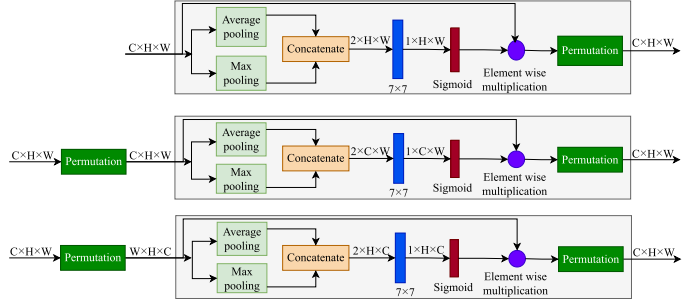 Average
pooling
C×H×W
Max
pooling
Concatenate
2×H×W
1×H×W
7×7
Sigmoid
Element wise
multiplication
Permutation
C×H×W
C×H×W
Permutation
C×H×W
Average
pooling
Max
pooling
Concatenate
2×C×W
1×C×W
7×7
Sigmoid
Element wise
multiplication
Permutation
C×H×W
C×H×W
Permutation
W×H×C
Average
pooling
Max
pooling
Concatenate
2×H×C
1×H×C
7×7
Sigmoid
Element wise
multiplication
Permutation
C×H×W